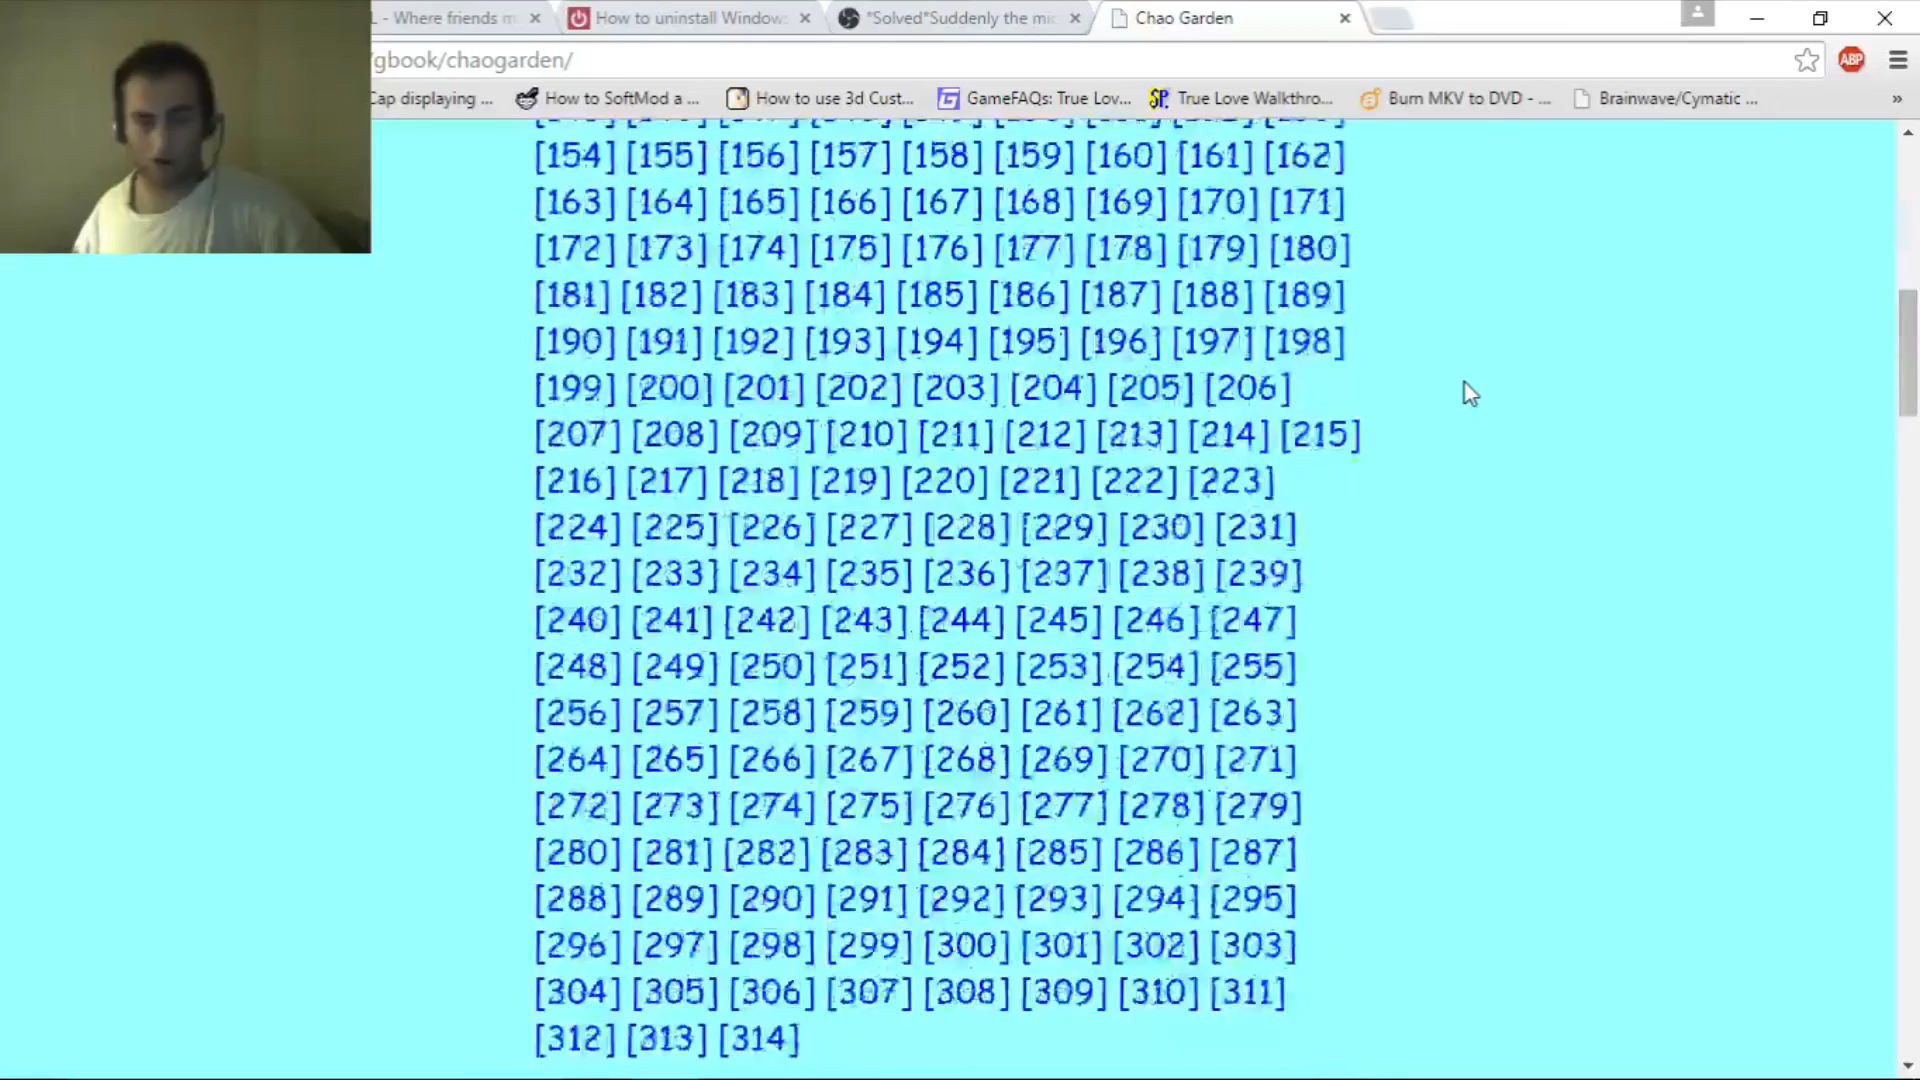 L - Where friends m
How to uninstall Window
*Solved*Suddenly the mi
Chao Garden
/gbook/chaogarden/
ABP
Cap displaying ...
How to SoftMod a ...
How to use 3d Cust...
GameFAQs: True Lov...
True Love Walkthro...
Burn MKV to DVD - ...
Brainwave/Cymatic ...
»
[154] [155] [156] [157] [158] [159] [160] [161] [162]
[163] [164] [165] [166] [167] [168] [169] [170] [171]
[172] [173] [174] [175] [176] [177] [178] [179] [180]
[181] [182] [183] [184] [185] [186] [187] [188] [189]
[190] [191] [192] [193] [194] [195] [196] [197] [198]
[199] [200] [201] [202] [203] [204] [205] [206]
[207] [208] [209] [210] [211] [212] [213] [214] [215]
[216] [217] [218] [219] [220] [221] [222] [223]
[224] [225] [226] [227] [228] [229] [230] [231]
[232] [233] [234] [235] [236] [237] [238] [239]
[240] [241] [242] [243] [244] [245] [246] [247]
[248] [249] [250] [251] [252] [253] [254] [255]
[256] [257] [258] [259] [260] [261] [262] [263]
[264] [265] [266] [267] [268] [269] [270] [271]
[272] [273] [274] [275] [276] [277] [278] [279]
[280] [281] [282] [283] [284] [285] [286] [287]
[288] [289] [290] [291] [292] [293] [294] [295]
[296] [297] [298] [299] [300] [301] [302] [303]
[304] [305] [306] [307] [308] [309] [310] [311]
[312] [313] [314]